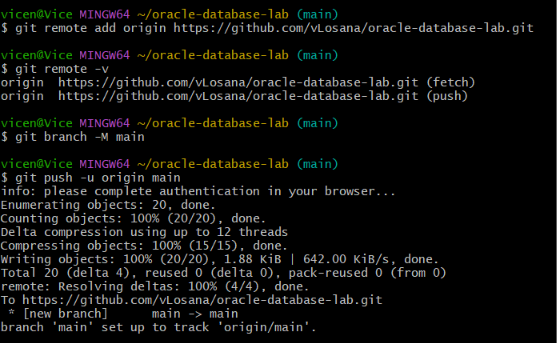 vicen@Vice MINGW64 ~/oracle-database-lab (main)
$ git remote add origin https://github.com/vLosana/oracle-database-lab.git
vicen@Vice MINGW64 ~/oracle-database-lab (main)
$ git remote -v
origin  https://github.com/vLosana/oracle-database-lab.git (fetch)
origin  https://github.com/vLosana/oracle-database-lab.git (push)
vicen@Vice MINGW64 ~/oracle-database-lab (main)
$ git branch -M main
vicen@Vice MINGW64 ~/oracle-database-lab (main)
$ git push -u origin main
info: please complete authentication in your browser...
Enumerating objects: 20, done.
Counting objects: 100% (20/20), done.
Delta compression using up to 12 threads
Compressing objects: 100% (15/15), done.
Writing objects: 100% (20/20), 1.88 KiB | 642.00 KiB/s, done.
Total 20 (delta 4), reused 0 (delta 0), pack-reused 0 (from 0)
remote: Resolving deltas: 100% (4/4), done.
To https://github.com/vLosana/oracle-database-lab.git
 * [new branch]      main -> main
branch 'main' set up to track 'origin/main'.